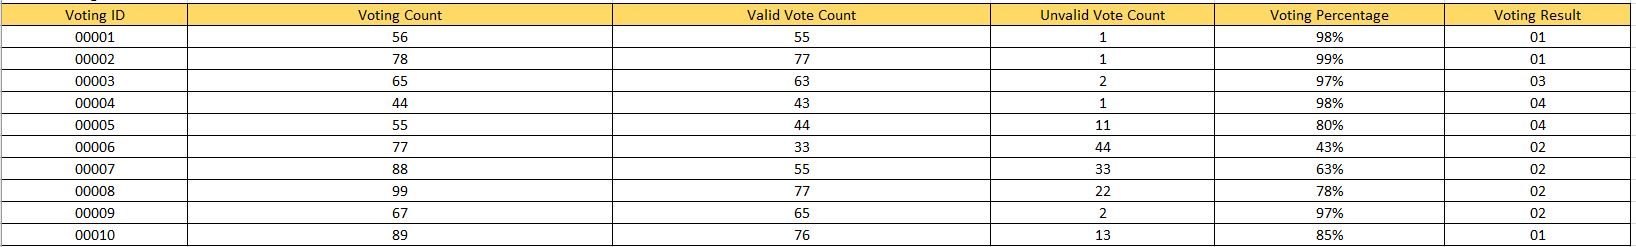 Voting ID Voting Count Valid Vote Count Unvalid Vote Count Voting Percentage Voting Result
00001 56 55 1 98% 01
00002 78 77 1 99% 01
00003 65 63 2 97% 03
00004 44 43 1 98% 04
00005 55 44 11 80% 04
00006 77 33 44 43% 02
00007 88 55 33 63% 02
00008 99 77 22 78% 02
00009 67 65 2 97% 02
00010 89 76 13 85% 01